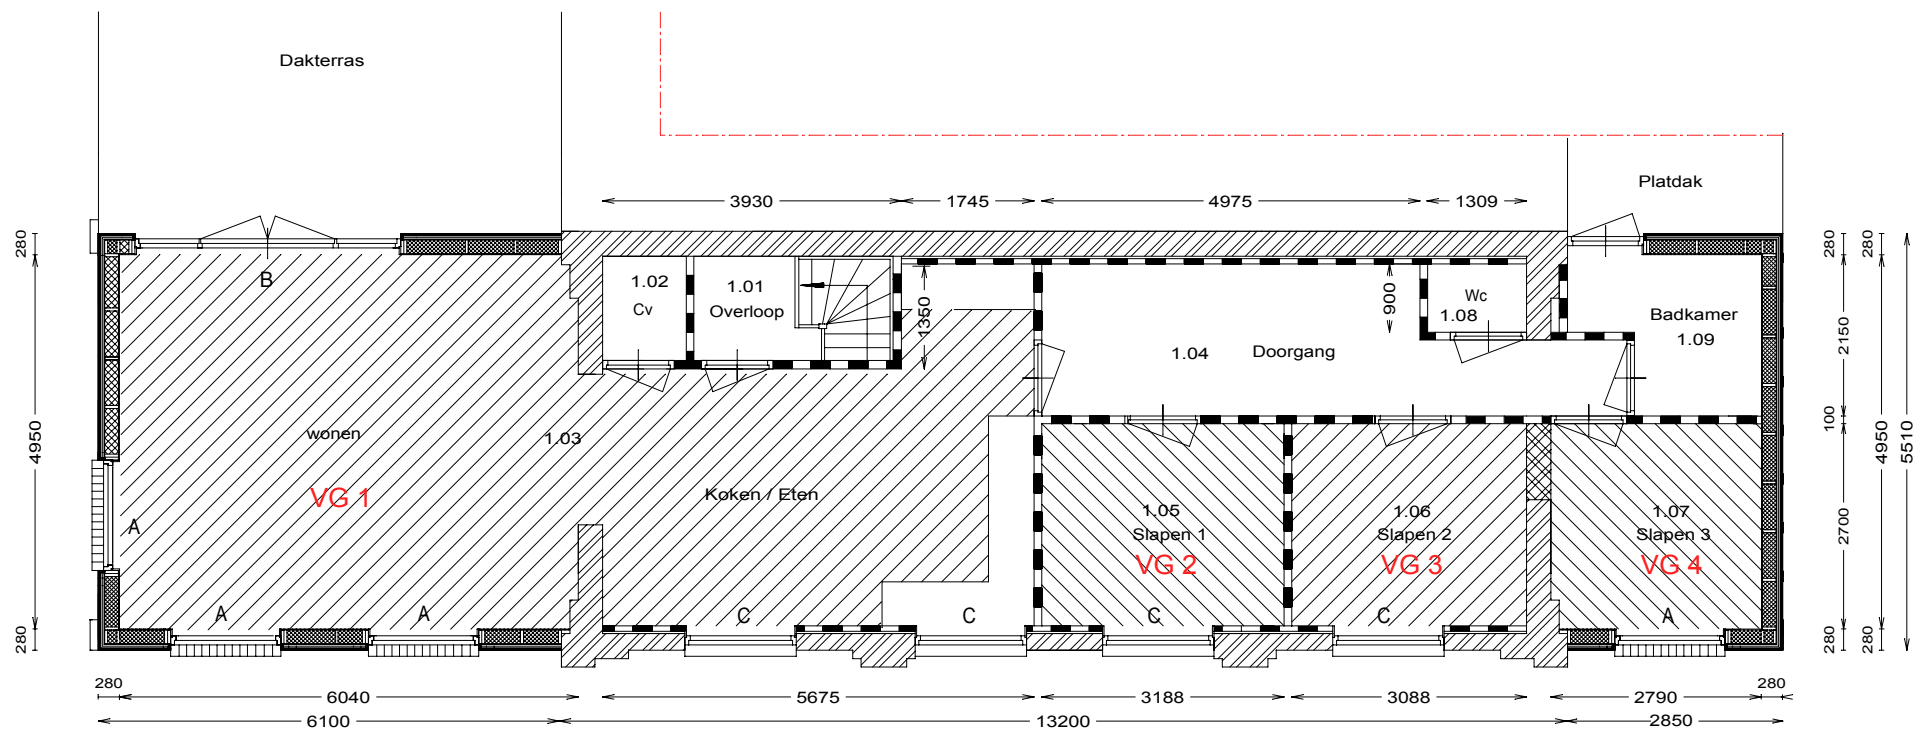 Dakterras
Platdak
3930
1745
4975
1309
280
280
280
B
1.02
Cv
1.01
Overloop
1350
900
Wc
1.08
Badkamer
1.09
1.04
Doorgang
2150
4950
wonen
1.03
100
4950
5510
VG 1
Koken / Eten
A
1.05
Slapen 1
VG 2
1.06
Slapen 2
VG 3
1.07
Slapen 3
VG 4
2700
A
A
C
C
C
C
A
280
280
280
280
6040
5675
3188
3088
2790
280
6100
13200
2850